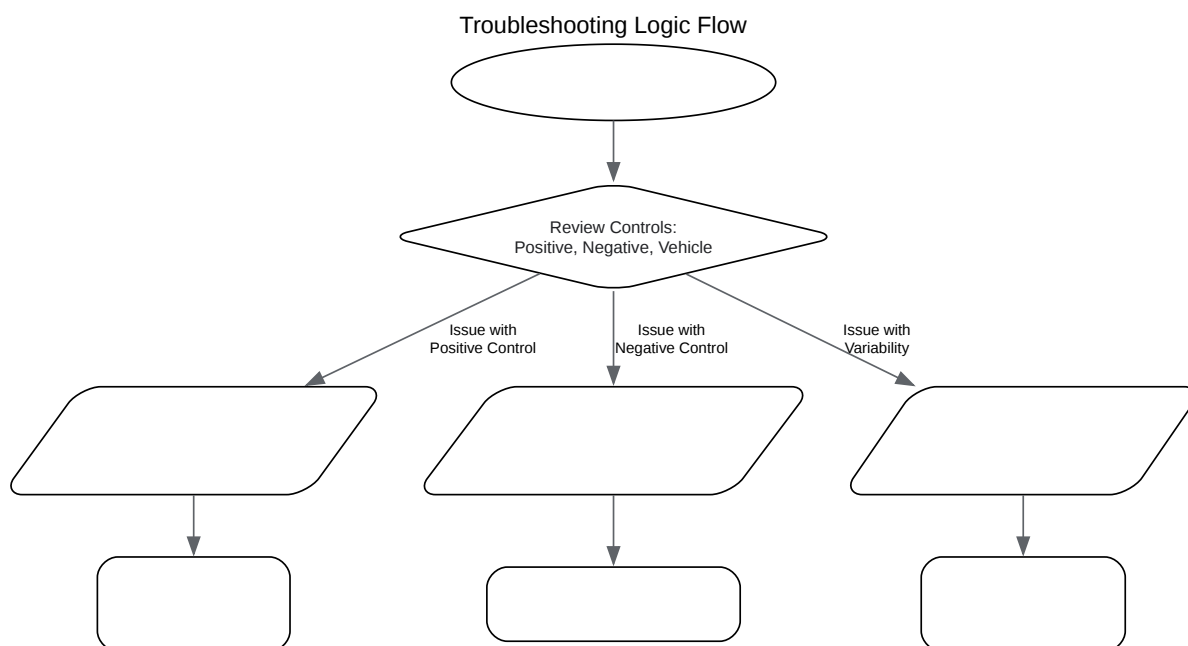 Troubleshooting Logic Flow
Review Controls:
Positive, Negative, Vehicle
Issue with
Positive Control
Issue with
Negative Control
Issue with
Variability